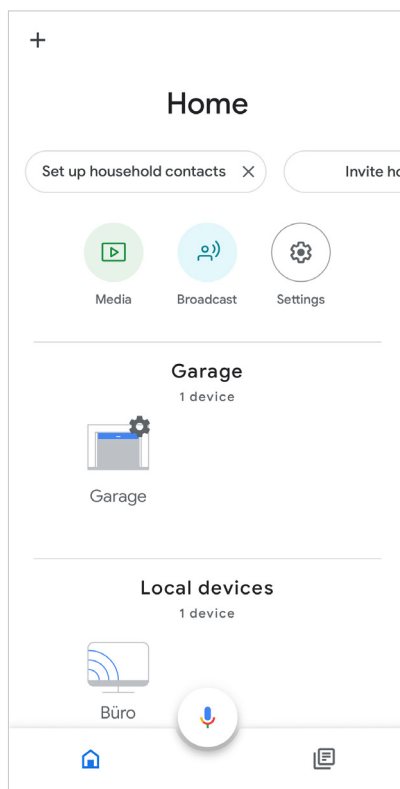 Home
Set up household contacts
Invite ho
Media
Broadcast
Settings
Garage
1 device
Garage
Local devices
1 device
Büro